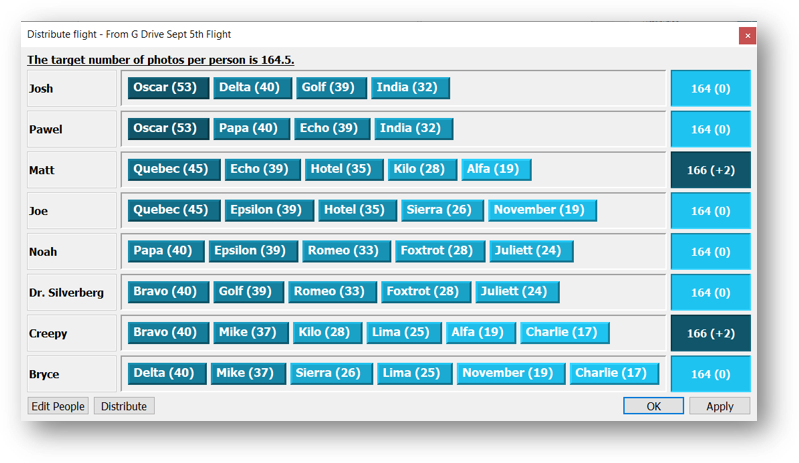 Distribute flight - From G Drive Sept 5th Flight ×
The target number of photos per person is 164.5.
Josh Oscar (53) Delta (40) Golf (39) India (32) 164 (0)
Pawel Oscar (53) Papa (40) Echo (39) India (32) 164 (0)
Matt Quebec (45) Echo (39) Hotel (35) Kilo (28) Alfa (19) 166 (+2)
Joe Quebec (45) Epsilon (39) Hotel (35) Sierra (26) November (19) 164 (0)
Noah Papa (40) Epsilon (39) Romeo (33) Foxtrot (28) Juliett (24) 164 (0)
Dr. Silverberg Bravo (40) Golf (39) Romeo (33) Foxtrot (28) Juliett (24) 164 (0)
Creepy Bravo (40) Mike (37) Kilo (28) Lima (25) Alfa (19) Charlie (17) 166 (+2)
Bryce Delta (40) Mike (37) Sierra (26) Lima (25) November (19) Charlie (17) 164 (0)
Edit People Distribute OK Apply